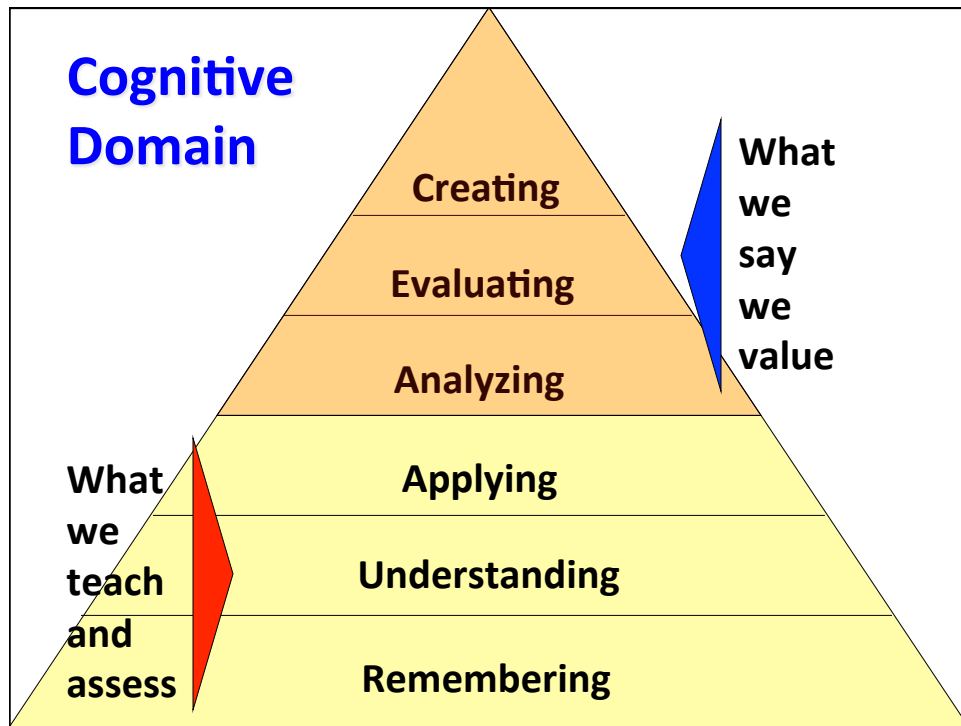 Cognitive
Domain
Creating
Evaluating
Analyzing
Applying
Understanding
Remembering
What
we
say
we
value
What
we
teach
and
assess